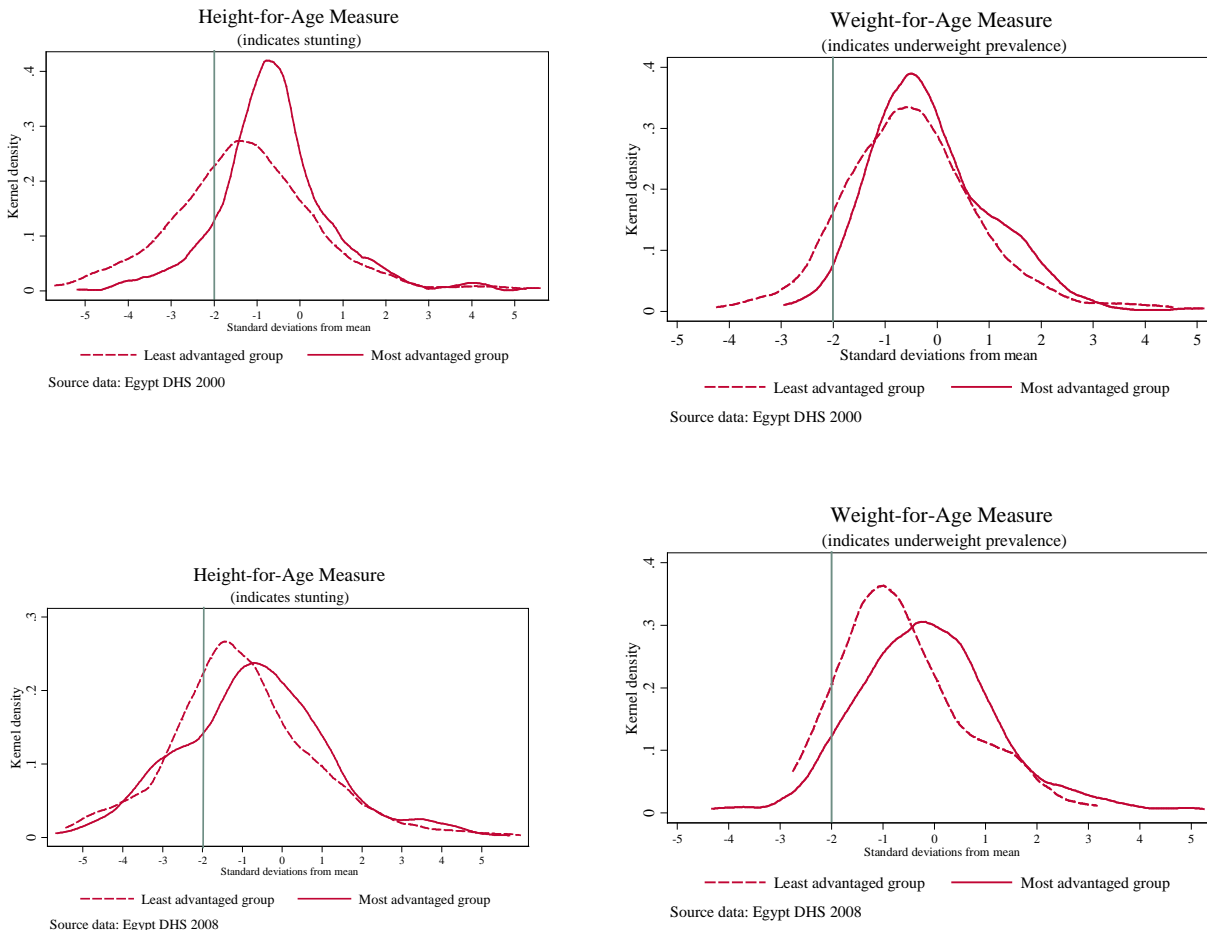 Height-for-Age Measure
(indicates stunting)
Kernel density
0 .1 .2 .3 .4
-5 -4 -3 -2 -1 0 1 2 3 4 5
Standard deviations from mean
Least advantaged group Most advantaged group
Source data: Egypt DHS 2000
Weight-for-Age Measure
(indicates underweight prevalence)
Kernel density
0 .1 .2 .3 .4
-5 -4 -3 -2 -1 0 1 2 3 4 5
Standard deviations from mean
Least advantaged group Most advantaged group
Source data: Egypt DHS 2000
Height-for-Age Measure
(indicates stunting)
Kernel density
0 .1 .2 .3
-5 -4 -3 -2 -1 0 1 2 3 4 5
Standard deviations from mean
Least advantaged group Most advantaged group
Source data: Egypt DHS 2008
Weight-for-Age Measure
(indicates underweight prevalence)
Kernel density
0 .1 .2 .3 .4
-5 -4 -3 -2 -1 0 1 2 3 4 5
Standard deviations from mean
Least advantaged group Most advantaged group
Source data: Egypt DHS 2008